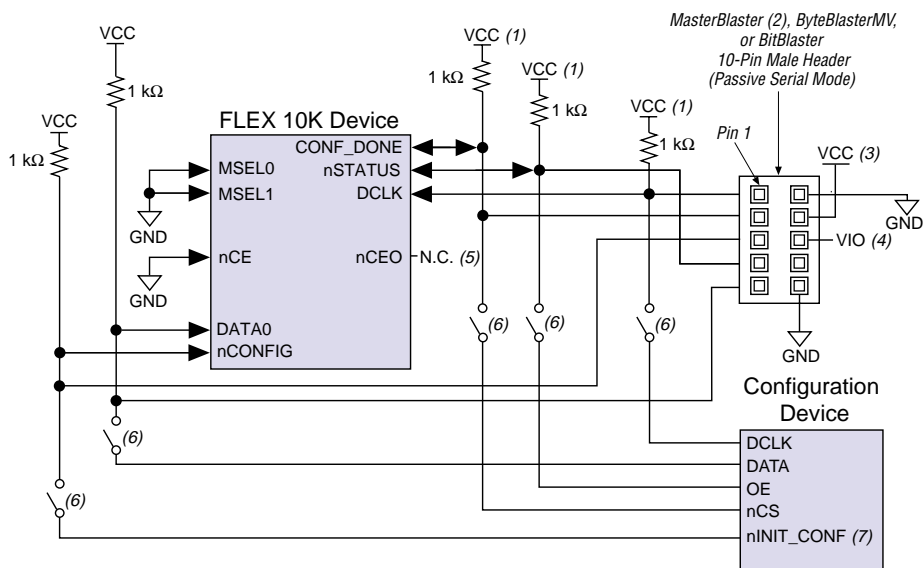 MasterBlaster (2), ByteBlasterMV,
or BitBlaster
10-Pin Male Header
(Passive Serial Mode)
VCC
VCC (1)
1 kΩ
1 kΩ
VCC (1)
1 kΩ
VCC (1)
1 kΩ
VCC
1 kΩ
FLEX 10K Device
Pin 1
VCC (3)
CONF_DONE
MSEL0
nSTATUS
MSEL1
DCLK
GND
GND
VIO (4)
nCE
nCEO
N.C. (5)
GND
DATA0
nCONFIG
(6)
(6)
(6)
GND
Configuration
Device
(6)
DCLK
DATA
OE
(6)
nCS
nINIT_CONF (7)